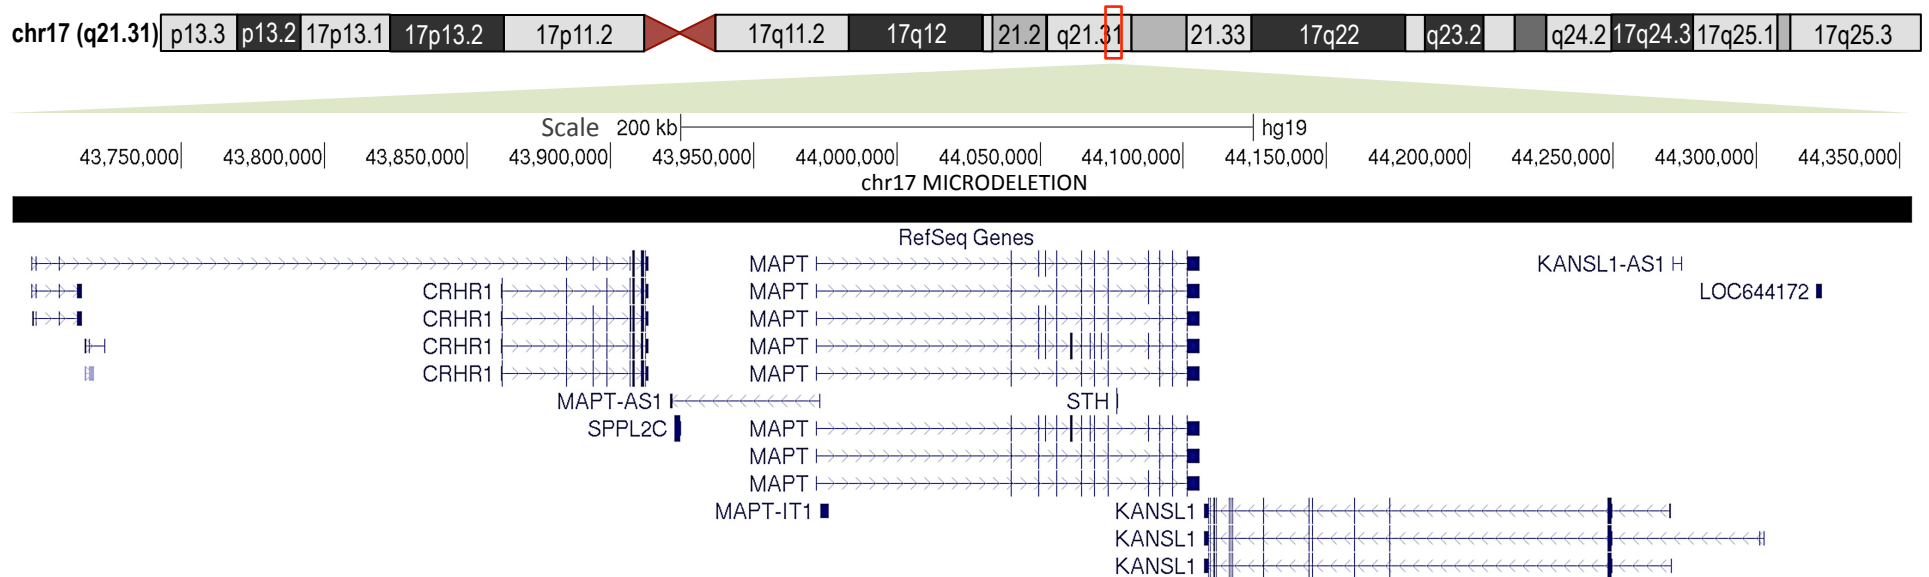 chr17 (q21.31) p13.3 p13.2 17p13.1 17p13.2 17p11.2 17q11.2 17q12 21.2 q21.31 21.33 17q22 q23.2 q24.2 17q24.3 17q25.1 17q25.3
Scale 200 kb hg19
43,750,000 43,800,000 43,850,000 43,900,000 43,950,000 44,000,000 44,050,000 44,100,000 44,150,000 44,200,000 44,250,000 44,300,000 44,350,000
chr17 MICRODELETION
RefSeq Genes
MAPT KANSL1-AS1
CRHR1 MAPT LOC644172
CRHR1 MAPT
CRHR1 MAPT
CRHR1 MAPT
MAPT-AS1 STH
SPPL2C MAPT
MAPT
MAPT
MAPT-IT1 KANSL1
KANSL1
KANSL1